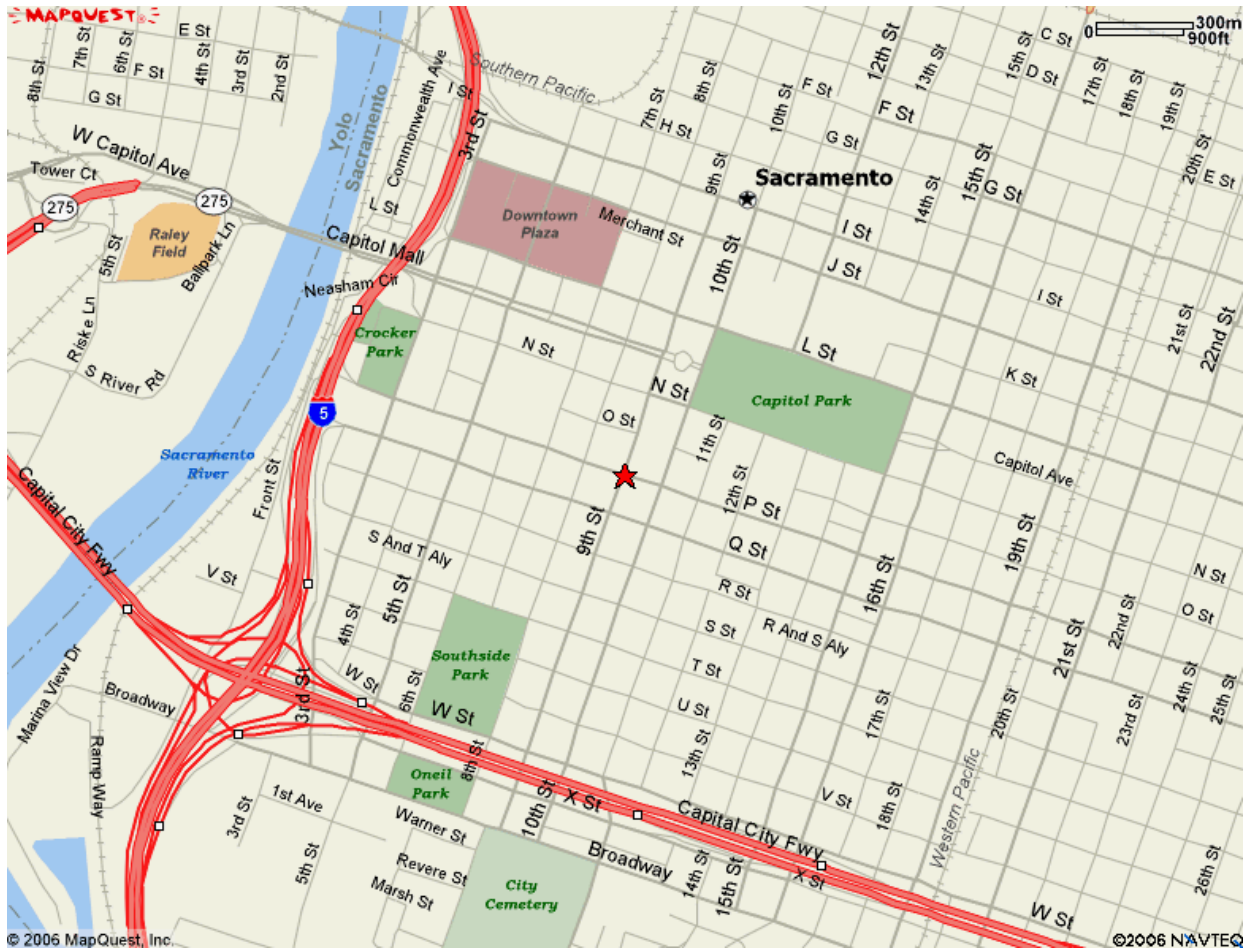 MAPQUEST®
300m
0
900ft
E St
7th St
6th St
4th St
3rd St
2nd St
8th St
F St
G St
W Capitol Ave
Tower Ct
275
275
5th St
Raley
Field
Ballpark Ln
Riske Ln
S River Rd
Yolo
Sacramento
Commonwealth Ave
I St
3rd St
L St
Southern Pacific
Capitol Mall
Neasham Cir
Downtown
Plaza
Merchant St
7th St
8th St
H St
9th St
10th St
12th St
13th St
F St
F St
G St
15th St
C St
D St
17th St
18th St
19th St
20th St
E St
Sacramento
14th St
15th St
G St
10th St
I St
J St
I St
21st St
22nd St
Crocker
Park
N St
N St
O St
L St
K St
Capitol Park
11th St
12th St
Capitol Ave
5
Sacramento
River
Front St
Capital City Fwy
9th St
P St
Q St
16th St
19th St
N St
O St
S And T Aly
V St
4th St
5th St
R St
S St
R And S Aly
T St
U St
22nd St
21st St
Southside
Park
6th St
W St
W St
3rd St
Marina View Dr
Broadway
Ramp Way
8th St
13th St
17th St
20th St
23rd St
24th St
25th St
Oneil
Park
10th St
X St
Capital City Fwy
V St
18th St
Western Pacific
1st Ave
3rd St
5th St
Warner St
Revere St
Marsh St
Broadway
14th St
15th St
X St
26th St
W St
City
Cemetery
© 2006 MapQuest, Inc.
©2006 NAVTEQ